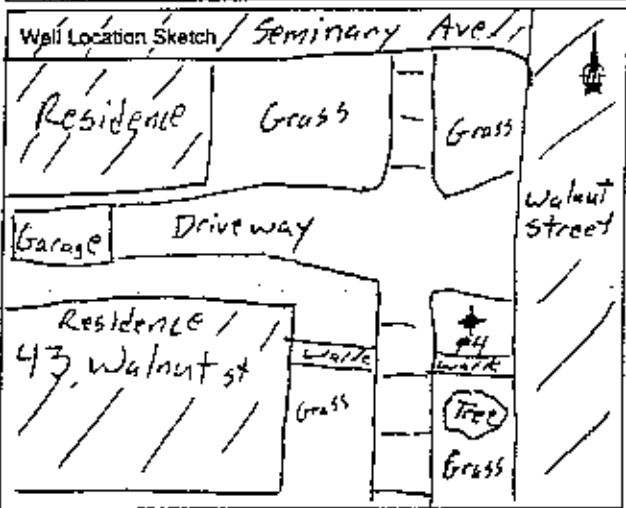 Well Location Sketch
Seminary Ave
Residence
Grass
Grass
Walnut
Street
Garage
Driveway
Residence
43 Walnut st
Walk
#4
Walk
Grass
Tree
Grass